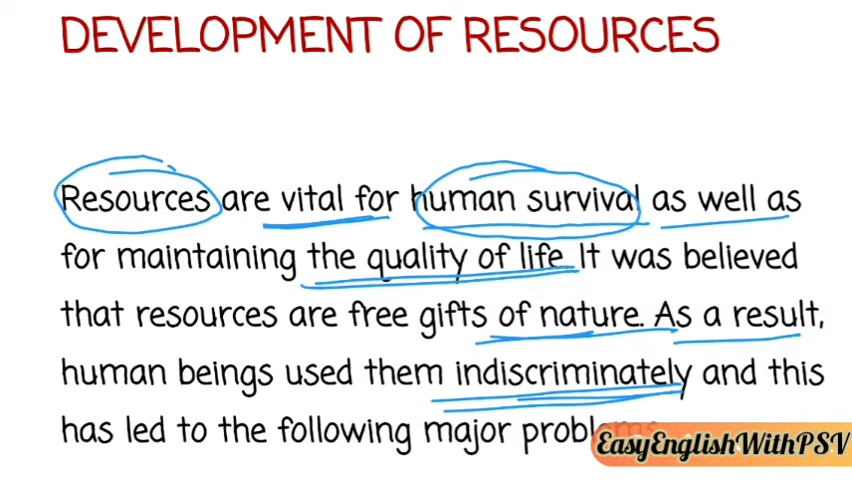 DEVELOPMENT OF RESOURCES
Resources are vital for human survival as well as
for maintaining the quality of life It was believed
that resources are free gifts of nature. As a result,
human beings used them indiscriminately and this
has led to the following major problems
EasyEnglishWithPSV